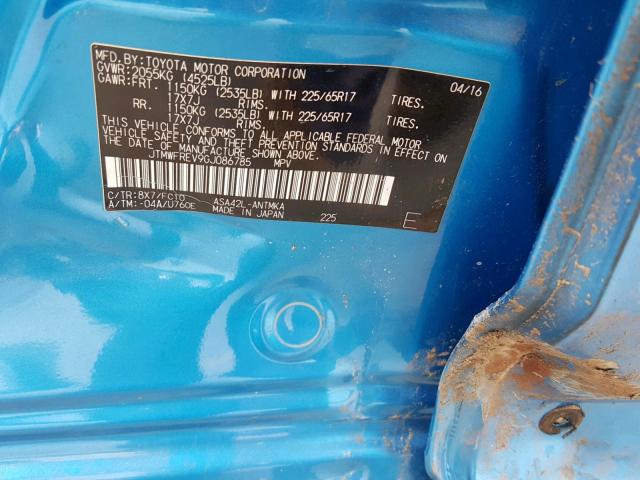 MFD.BY:TOYOTA MOTOR CORPORATION 04/16
GVWR:2055KG (4525LB)
GAWR:FRT. 1150KG (2535LB) WITH 225/65R17 TIRES.
17X7J RIMS.
RR. 1150KG (2535LB) WITH 225/65R17 TIRES.
17X7J RIMS.
THIS VEHICLE CONFORMS TO ALL APPLICABLE FEDERAL MOTOR
VEHICLE SAFETY AND THEFT PREVENTION STANDARDS IN EFFECT ON
THE DATE OF MANUFACTURE SHOWN ABOVE.
JTMWFREV9GJ086785 MPV
C/TR:8X7/FC10 ASA42L-ANTMKA
A/TM:-04A/U760E MADE IN JAPAN 225 E